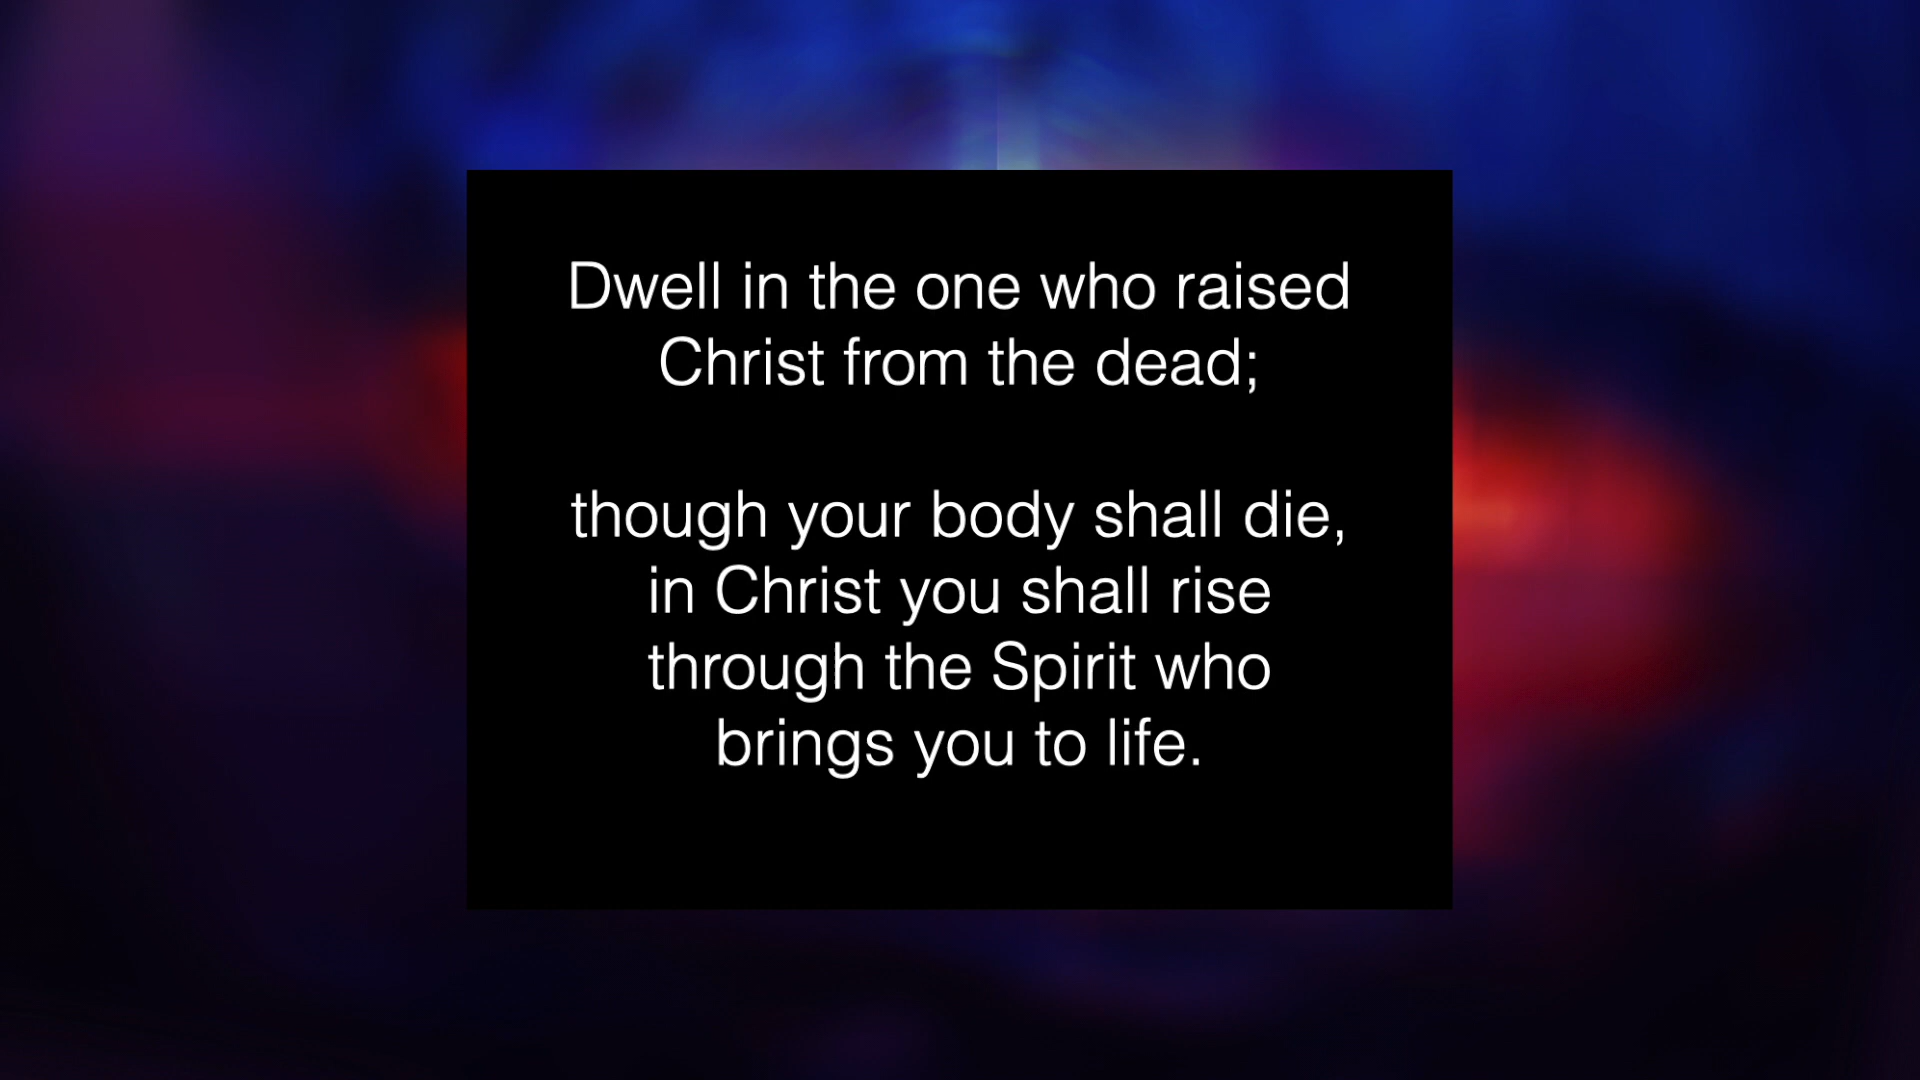 Dwell in the one who raised
Christ from the dead;
though your body shall die,
in Christ you shall rise
through the Spirit who
brings you to life.